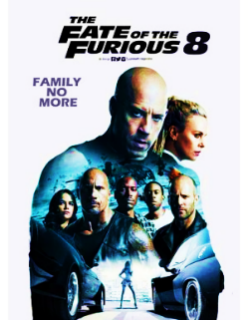 THE
FATE OF THE
FURIOUS 8
FAMILY
NO
MORE